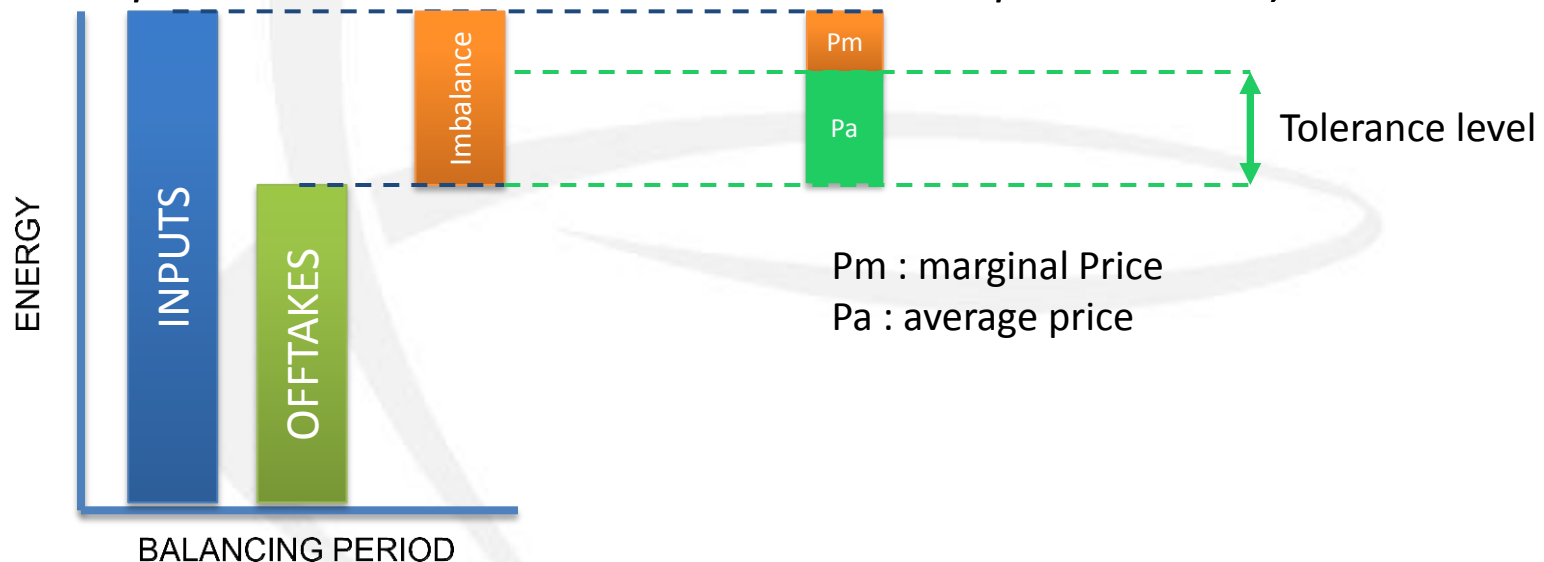 INPUTS
OFFTAKES
Imbalance
Pm
Pa
Tolerance level
ENERGY
Pm : marginal Price
Pa : average price
BALANCING PERIOD